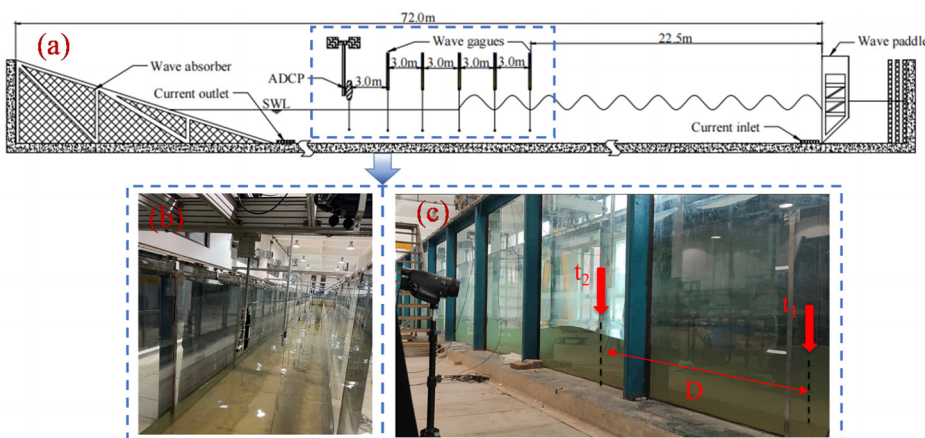 72.0m
(a)
Wave gagues
22.5m
Wave paddle
Wave absorber
ADCP
3.0m
3.0m
3.0m
3.0m
3.0m
Current outlet
SWL
Current inlet
(b)
(c)
t2
t1
D